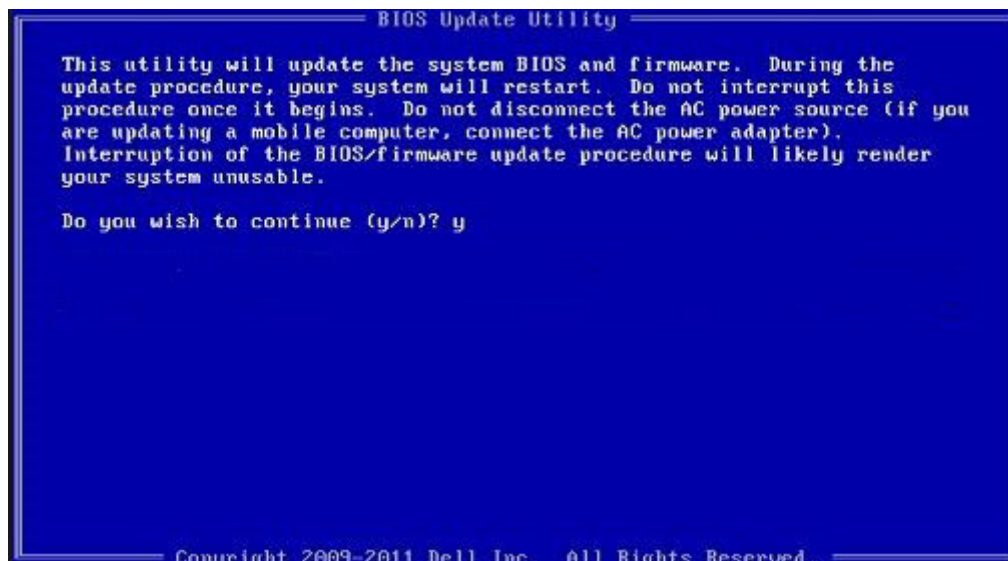 BIOS Update Utility
This utility will update the system BIOS and firmware. During the
update procedure, your system will restart. Do not interrupt this
procedure once it begins. Do not disconnect the AC power source (if you
are updating a mobile computer, connect the AC power adapter).
Interruption of the BIOS/firmware update procedure will likely render
your system unusable.
Do you wish to continue (y/n)? y
Copyright 2009-2011 Dell Inc. All Rights Reserved.